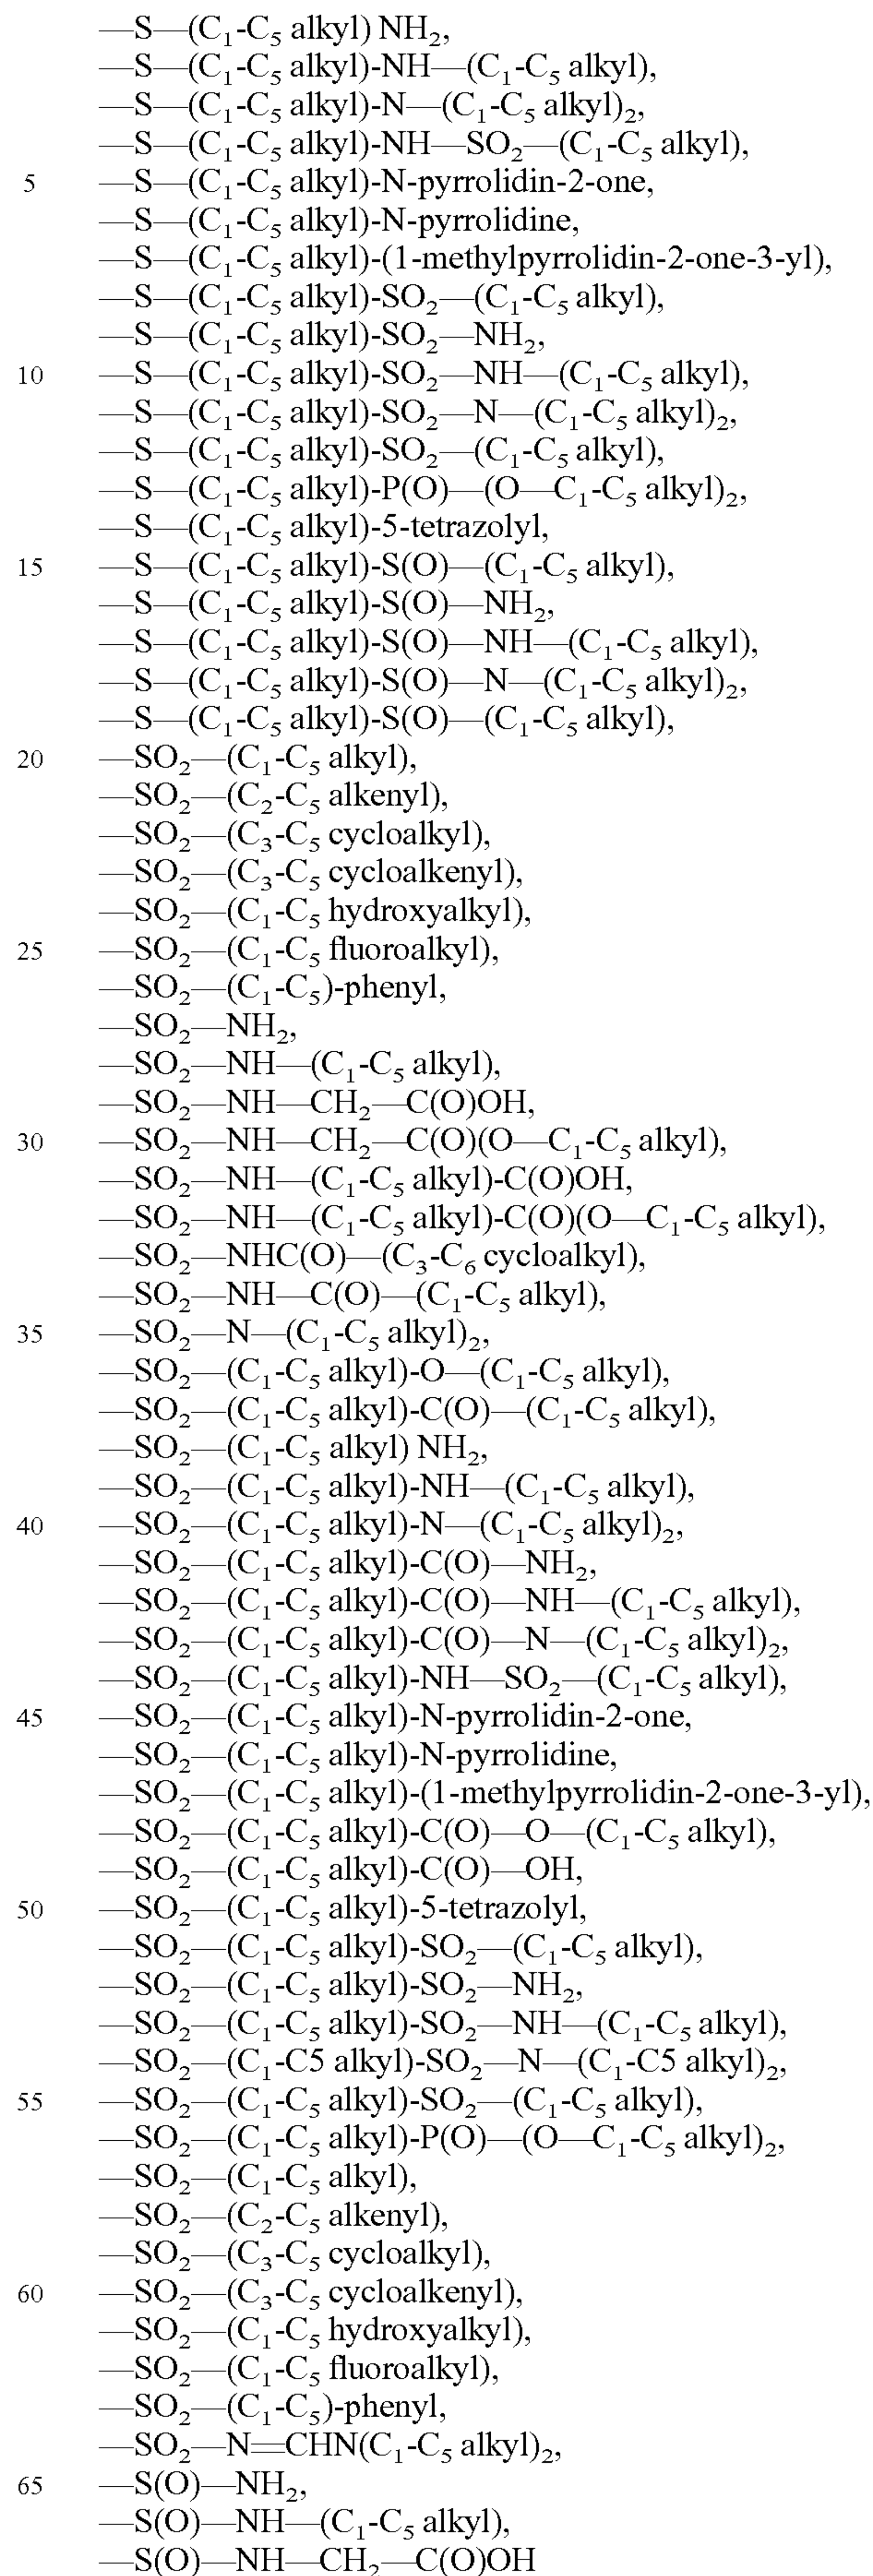 —S—(C₁-C₅ alkyl) NH₂,
—S—(C₁-C₅ alkyl)-NH—(C₁-C₅ alkyl),
—S—(C₁-C₅ alkyl)-N—(C₁-C₅ alkyl)₂,
—S—(C₁-C₅ alkyl)-NH—SO₂—(C₁-C₅ alkyl),
5 —S—(C₁-C₅ alkyl)-N-pyrrolidin-2-one,
—S—(C₁-C₅ alkyl)-N-pyrrolidine,
—S—(C₁-C₅ alkyl)-(1-methylpyrrolidin-2-one-3-yl),
—S—(C₁-C₅ alkyl)-SO₂—(C₁-C₅ alkyl),
—S—(C₁-C₅ alkyl)-SO₂—NH₂,
10 —S—(C₁-C₅ alkyl)-SO₂—NH—(C₁-C₅ alkyl),
—S—(C₁-C₅ alkyl)-SO₂—N—(C₁-C₅ alkyl)₂,
—S—(C₁-C₅ alkyl)-SO₂—(C₁-C₅ alkyl),
—S—(C₁-C₅ alkyl)-P(O)—(O—C₁-C₅ alkyl)₂,
—S—(C₁-C₅ alkyl)-5-tetrazolyl,
15 —S—(C₁-C₅ alkyl)-S(O)—(C₁-C₅ alkyl),
—S—(C₁-C₅ alkyl)-S(O)—NH₂,
—S—(C₁-C₅ alkyl)-S(O)—NH—(C₁-C₅ alkyl),
—S—(C₁-C₅ alkyl)-S(O)—N—(C₁-C₅ alkyl)₂,
—S—(C₁-C₅ alkyl)-S(O)—(C₁-C₅ alkyl),
20 —SO₂—(C₁-C₅ alkyl),
—SO₂—(C₂-C₅ alkenyl),
—SO₂—(C₃-C₅ cycloalkyl),
—SO₂—(C₃-C₅ cycloalkenyl),
—SO₂—(C₁-C₅ hydroxyalkyl),
25 —SO₂—(C₁-C₅ fluoroalkyl),
—SO₂—(C₁-C₅)-phenyl,
—SO₂—NH₂,
—SO₂—NH—(C₁-C₅ alkyl),
—SO₂—NH—CH₂—C(O)OH,
30 —SO₂—NH—CH₂—C(O)(O—C₁-C₅ alkyl),
—SO₂—NH—(C₁-C₅ alkyl)-C(O)OH,
—SO₂—NH—(C₁-C₅ alkyl)-C(O)(O—C₁-C₅ alkyl),
—SO₂—NHC(O)—(C₃-C₆ cycloalkyl),
—SO₂—NH—C(O)—(C₁-C₅ alkyl),
35 —SO₂—N—(C₁-C₅ alkyl)₂,
—SO₂—(C₁-C₅ alkyl)-O—(C₁-C₅ alkyl),
—SO₂—(C₁-C₅ alkyl)-C(O)—(C₁-C₅ alkyl),
—SO₂—(C₁-C₅ alkyl) NH₂,
—SO₂—(C₁-C₅ alkyl)-NH—(C₁-C₅ alkyl),
40 —SO₂—(C₁-C₅ alkyl)-N—(C₁-C₅ alkyl)₂,
—SO₂—(C₁-C₅ alkyl)-C(O)—NH₂,
—SO₂—(C₁-C₅ alkyl)-C(O)—NH—(C₁-C₅ alkyl),
—SO₂—(C₁-C₅ alkyl)-C(O)—N—(C₁-C₅ alkyl)₂,
—SO₂—(C₁-C₅ alkyl)-NH—SO₂—(C₁-C₅ alkyl),
45 —SO₂—(C₁-C₅ alkyl)-N-pyrrolidin-2-one,
—SO₂—(C₁-C₅ alkyl)-N-pyrrolidine,
—SO₂—(C₁-C₅ alkyl)-(1-methylpyrrolidin-2-one-3-yl),
—SO₂—(C₁-C₅ alkyl)-C(O)—O—(C₁-C₅ alkyl),
—SO₂—(C₁-C₅ alkyl)-C(O)—OH,
50 —SO₂—(C₁-C₅ alkyl)-5-tetrazolyl,
—SO₂—(C₁-C₅ alkyl)-SO₂—(C₁-C₅ alkyl),
—SO₂—(C₁-C₅ alkyl)-SO₂—NH₂,
—SO₂—(C₁-C₅ alkyl)-SO₂—NH—(C₁-C₅ alkyl),
—SO₂—(C₁-C5 alkyl)-SO₂—N—(C₁-C5 alkyl)₂,
55 —SO₂—(C₁-C₅ alkyl)-SO₂—(C₁-C₅ alkyl),
—SO₂—(C₁-C₅ alkyl)-P(O)—(O—C₁-C₅ alkyl)₂,
—SO₂—(C₁-C₅ alkyl),
—SO₂—(C₂-C₅ alkenyl),
—SO₂—(C₃-C₅ cycloalkyl),
60 —SO₂—(C₃-C₅ cycloalkenyl),
—SO₂—(C₁-C₅ hydroxyalkyl),
—SO₂—(C₁-C₅ fluoroalkyl),
—SO₂—(C₁-C₅)-phenyl,
—SO₂—N═CHN(C₁-C₅ alkyl)₂,
65 —S(O)—NH₂,
—S(O)—NH—(C₁-C₅ alkyl),
—S(O)—NH—CH₂—C(O)OH